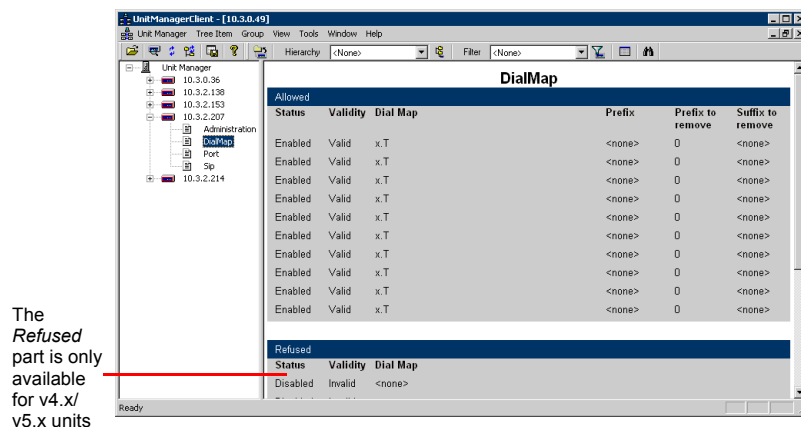 UnitManagerClient - [10.3.0.49]
Unit Manager Tree Item Group View Tools Window Help
Hierarchy <None> Filter <None>
Unit Manager
10.3.0.36
10.3.2.138
10.3.2.153
10.3.2.207
Administration
DialMap
Port
Sip
10.3.2.214
DialMap
Allowed
Status Validity Dial Map Prefix Prefix to remove Suffix to remove
Enabled Valid x.T <none> 0 <none>
Enabled Valid x.T <none> 0 <none>
Enabled Valid x.T <none> 0 <none>
Enabled Valid x.T <none> 0 <none>
Enabled Valid x.T <none> 0 <none>
Enabled Valid x.T <none> 0 <none>
Enabled Valid x.T <none> 0 <none>
Enabled Valid x.T <none> 0 <none>
Enabled Valid x.T <none> 0 <none>
Enabled Valid x.T <none> 0 <none>
Refused
Status Validity Dial Map
Disabled Invalid <none>
Ready
The
Refused
part is only
available
for v4.x/
v5.x units